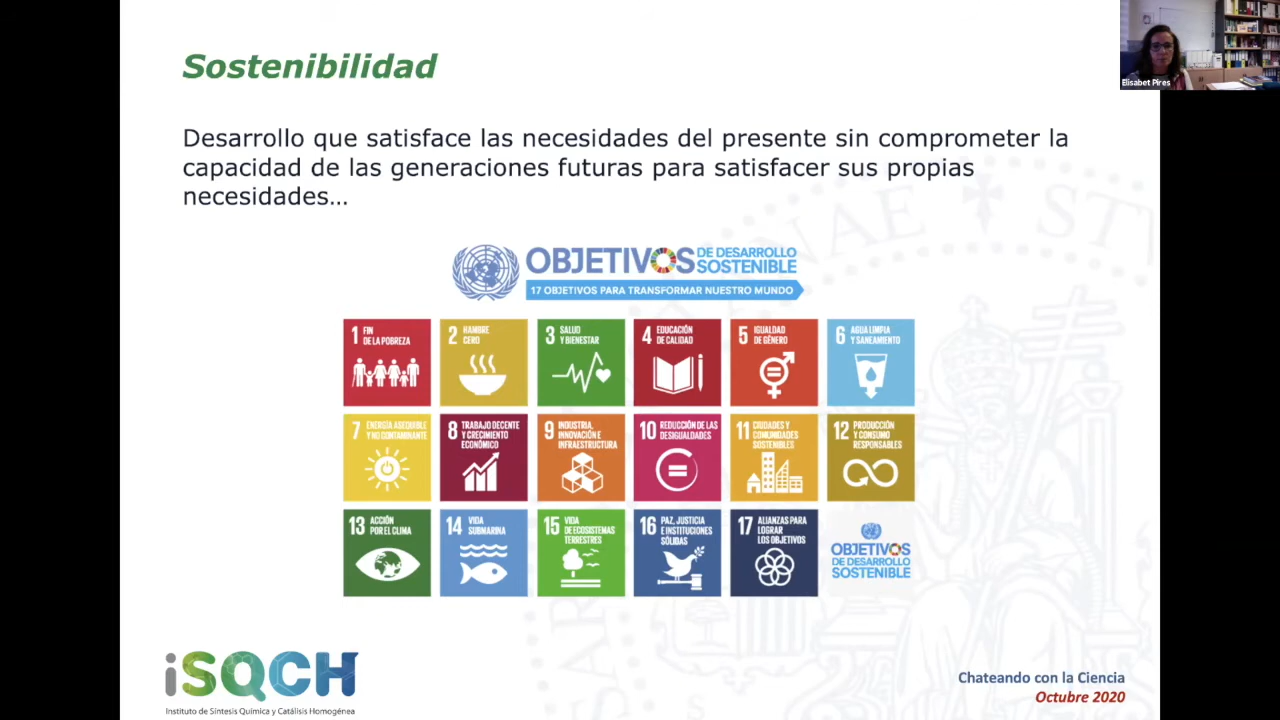 Sostenibilidad
Elisabet Pires
Desarrollo que satisface las necesidades del presente sin comprometer la
capacidad de las generaciones futuras para satisfacer sus propias
necesidades…
OBJETIVOS
DE DESARROLLO
SOSTENIBLE
17 OBJETIVOS PARA TRANSFORMAR NUESTRO MUNDO
1 FIN
DE LA POBREZA
2 HAMBRE
CERO
3 SALUD
Y BIENESTAR
4 EDUCACIÓN
DE CALIDAD
5 IGUALDAD
DE GÉNERO
6 AGUA LIMPIA
Y SANEAMIENTO
7 ENERGÍA ASEQUIBLE
Y NO CONTAMINANTE
8 TRABAJO DECENTE
Y CRECIMIENTO
ECONÓMICO
9 INDUSTRIA,
INNOVACIÓN E
INFRAESTRUCTURA
10 REDUCCIÓN DE LAS
DESIGUALDADES
11 CIUDADES Y
COMUNIDADES
SOSTENIBLES
12 PRODUCCIÓN
Y CONSUMO
RESPONSABLES
13 ACCIÓN
POR EL CLIMA
14 VIDA
SUBMARINA
15 VIDA
DE ECOSISTEMAS
TERRESTRES
16 PAZ, JUSTICIA
E INSTITUCIONES
SÓLIDAS
17 ALIANZAS PARA
LOGRAR
LOS OBJETIVOS
OBJETIVOS
DE DESARROLLO
SOSTENIBLE
iSQCH
Instituto de Síntesis Química y Catálisis Homogénea
Chateando con la Ciencia
Octubre 2020